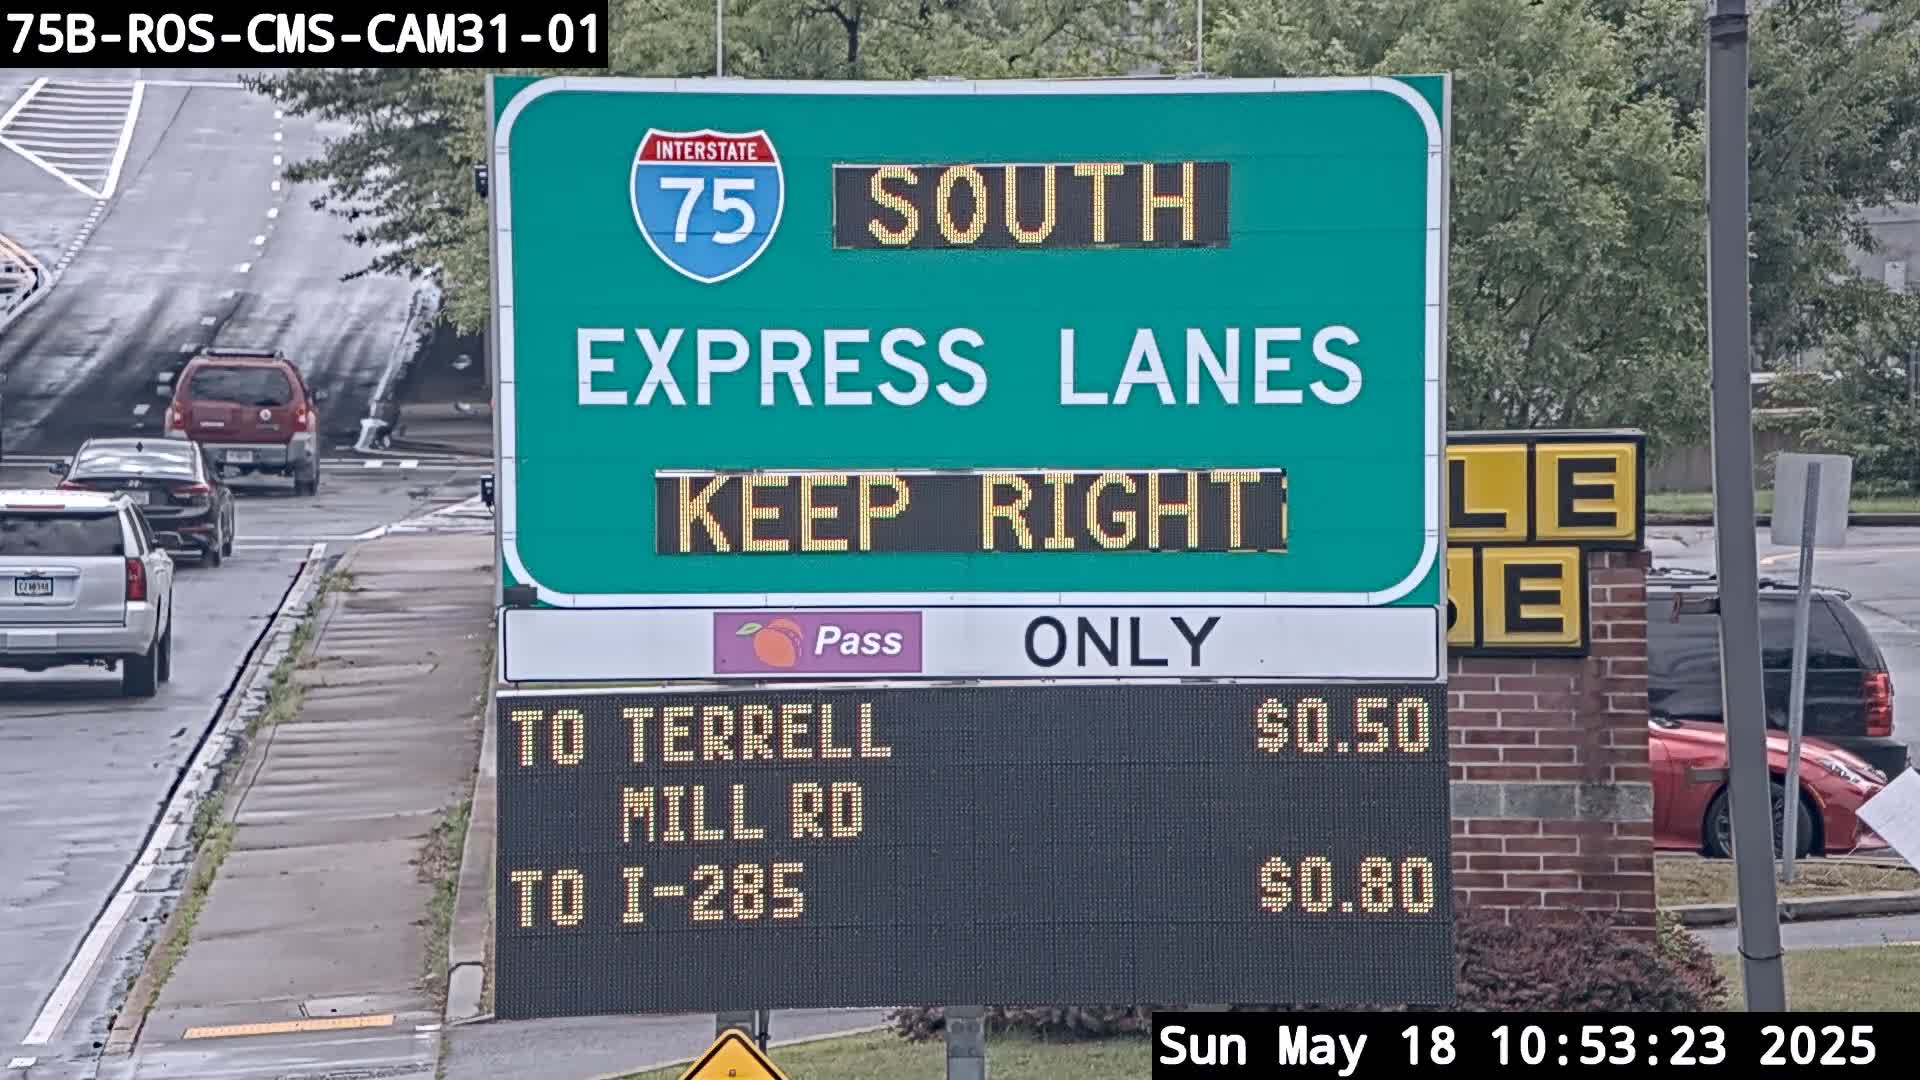 75B-ROS-CMS-CAM31-01
INTERSTATE
75
SOUTH
EXPRESS LANES
KEEP RIGHT
Pass ONLY
TO TERRELL $0.50
MILL RD
TO I-285 $0.80
LE
E
Sun May 18 10:53:23 2025